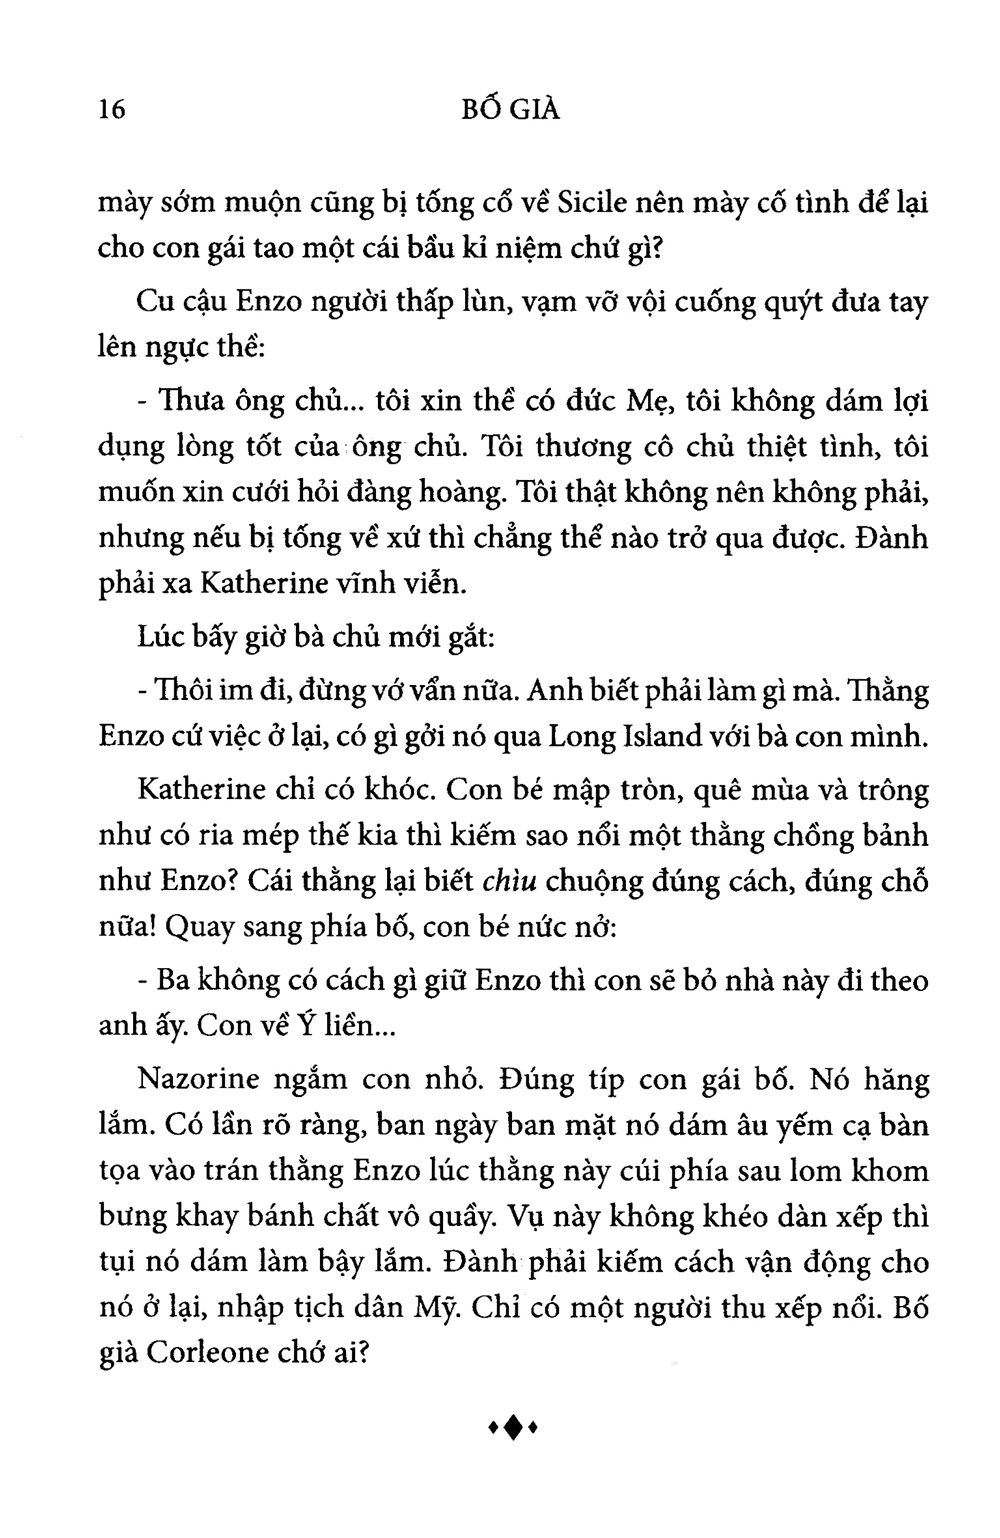 16
BỐ GIÀ
mày sớm muộn cũng bị tống cổ về Sicile nên mày cố tình để lại
cho con gái tao một cái bầu kỉ niệm chứ gì?
Cu cậu Enzo người thấp lùn, vạm vỡ vội cuống quýt đưa tay
lên ngực thề:
- Thưa ông chủ... tôi xin thề có đức Mẹ, tôi không dám lợi
dụng lòng tốt của ông chủ. Tôi thương cô chủ thiệt tình, tôi
muốn xin cưới hỏi đàng hoàng. Tôi thật không nên không phải,
nhưng nếu bị tống về xứ thì chẳng thể nào trở qua được. Đành
phải xa Katherine vĩnh viễn.
Lúc bấy giờ bà chủ mới gắt:
- Thôi im đi, đừng vớ vẩn nữa. Anh biết phải làm gì mà. Thằng
Enzo cứ việc ở lại, có gì gởi nó qua Long Island với bà con mình.
Katherine chỉ có khóc. Con bé mập tròn, quê mùa và trông
như có ria mép thế kia thì kiếm sao nổi một thằng chồng bảnh
như Enzo? Cái thằng lại biết chìu chuộng đúng cách, đúng chỗ
nữa! Quay sang phía bố, con bé nức nở:
- Ba không có cách gì giữ Enzo thì con sẽ bỏ nhà này đi theo
anh ấy. Con về Ý liền...
Nazorine ngắm con nhỏ. Đúng típ con gái bố. Nó hăng
lắm. Có lần rõ ràng, ban ngày ban mặt nó dám âu yếm cạ bàn
tọa vào trán thằng Enzo lúc thằng này cúi phía sau lom khom
bưng khay bánh chất vô quầy. Vụ này không khéo dàn xếp thì
tụi nó dám làm bậy lắm. Đành phải kiếm cách vận động cho
nó ở lại, nhập tịch dân Mỹ. Chỉ có một người thu xếp nổi. Bố
già Corleone chớ ai?